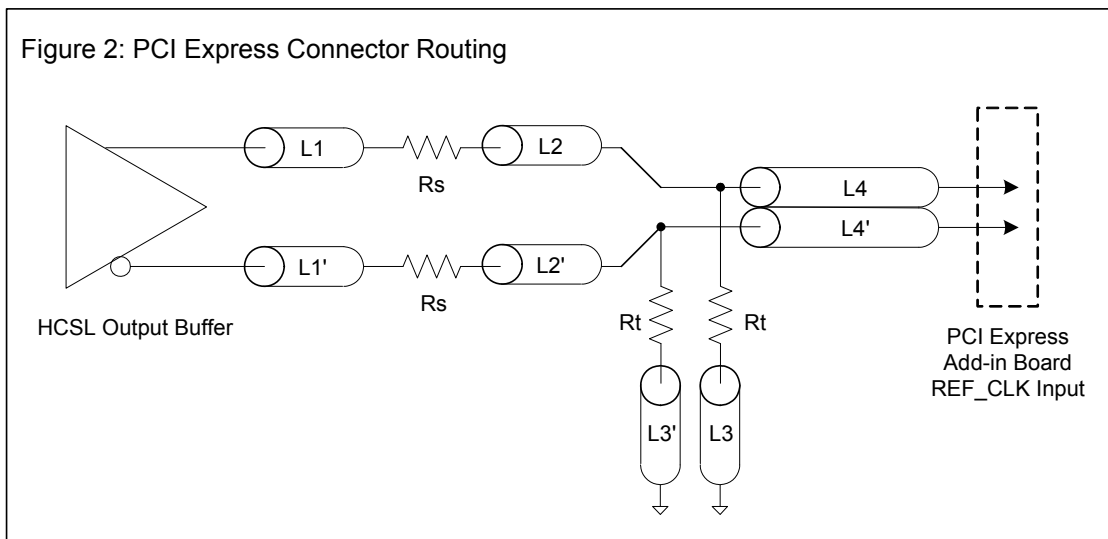 Figure 2: PCI Express Connector Routing
L1
Rs
L2
L4
L4'
L1'
Rs
L2'
HCSL Output Buffer
Rt
Rt
L3'
L3
PCI Express
Add-in Board
REF_CLK Input